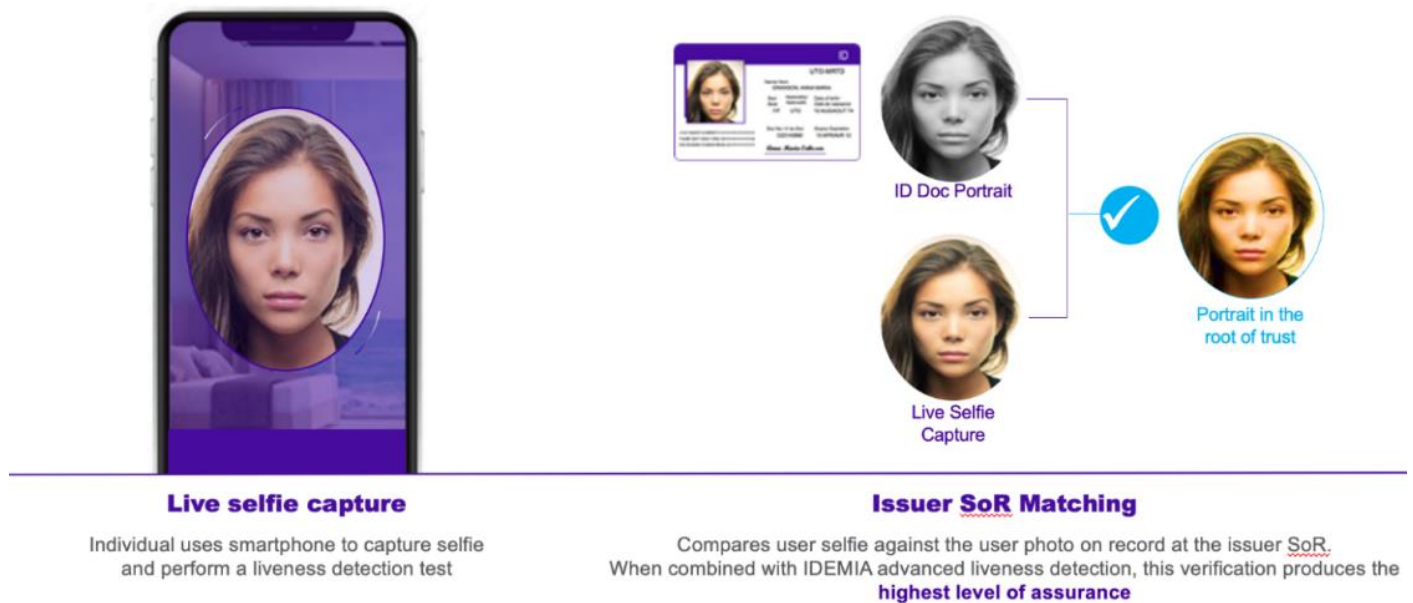 ID
UTO-MRTD
ID Doc Portrait
Live Selfie
Capture
Portrait in the
root of trust
Live selfie capture
Individual uses smartphone to capture selfie
and perform a liveness detection test
Issuer SoR Matching
Compares user selfie against the user photo on record at the issuer SoR.
When combined with IDEMIA advanced liveness detection, this verification produces the
highest level of assurance